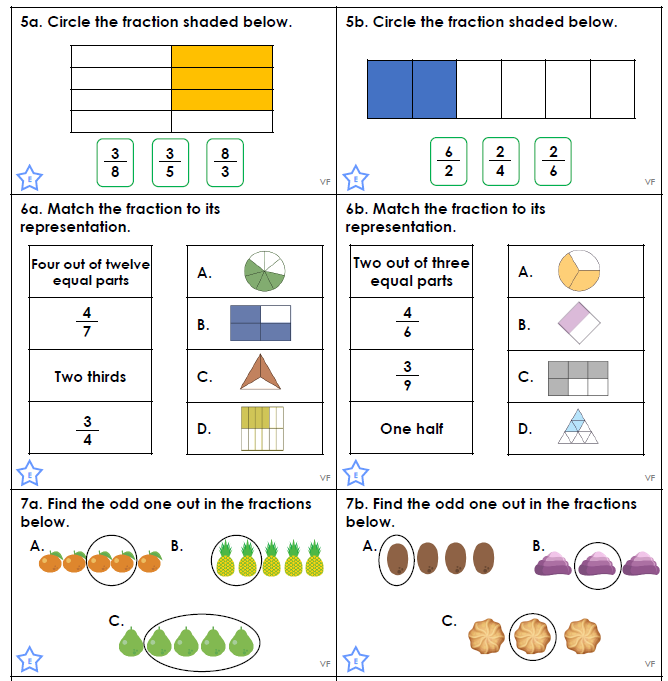 5a. Circle the fraction shaded below.
3/8
3/5
8/3
E
VF
5b. Circle the fraction shaded below.
6/2
2/4
2/6
E
VF
6a. Match the fraction to its
representation.
Four out of twelve
equal parts
4/7
Two thirds
3/4
A.
B.
C.
D.
E
VF
6b. Match the fraction to its
representation.
Two out of three
equal parts
4/6
3/9
One half
A.
B.
C.
D.
E
VF
7a. Find the odd one out in the fractions
below.
A.
B.
C.
E
VF
7b. Find the odd one out in the fractions
below.
A.
B.
C.
E
VF